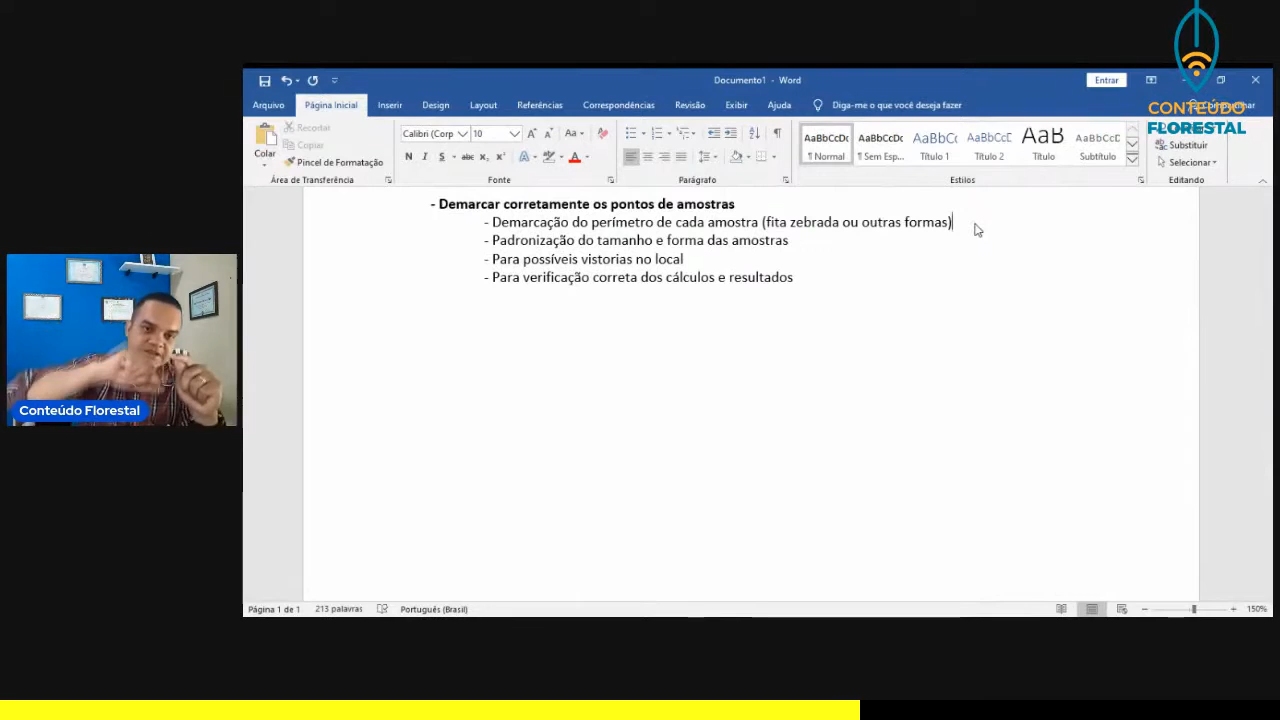 Documento1 - Word
Entrar
Arquivo
Página Inicial
Inserir
Design
Layout
Referências
Correspondências
Revisão
Exibir
Ajuda
Diga-me o que você deseja fazer
CONTEÚDO
FLORESTAL
Colar
Recortar
Copiar
Pincel de Formatação
Área de Transferência
Calibri (Corp
10
Aa
N I S abc x₂ x²
Fonte
Parágrafo
AaBbCcDc AaBbCcDc AaBbCc AaBbCcD AaB AaBbCcD
¶ Normal ¶ Sem Esp... Título 1 Título 2 Título Subtítulo
Estilos
Substituir
Selecionar
Editando
- Demarcar corretamente os pontos de amostras
- Demarcação do perímetro de cada amostra (fita zebrada ou outras formas)
- Padronização do tamanho e forma das amostras
- Para possíveis vistorias no local
- Para verificação correta dos cálculos e resultados
Conteúdo Florestal
Página 1 de 1
213 palavras
Português (Brasil)
150%